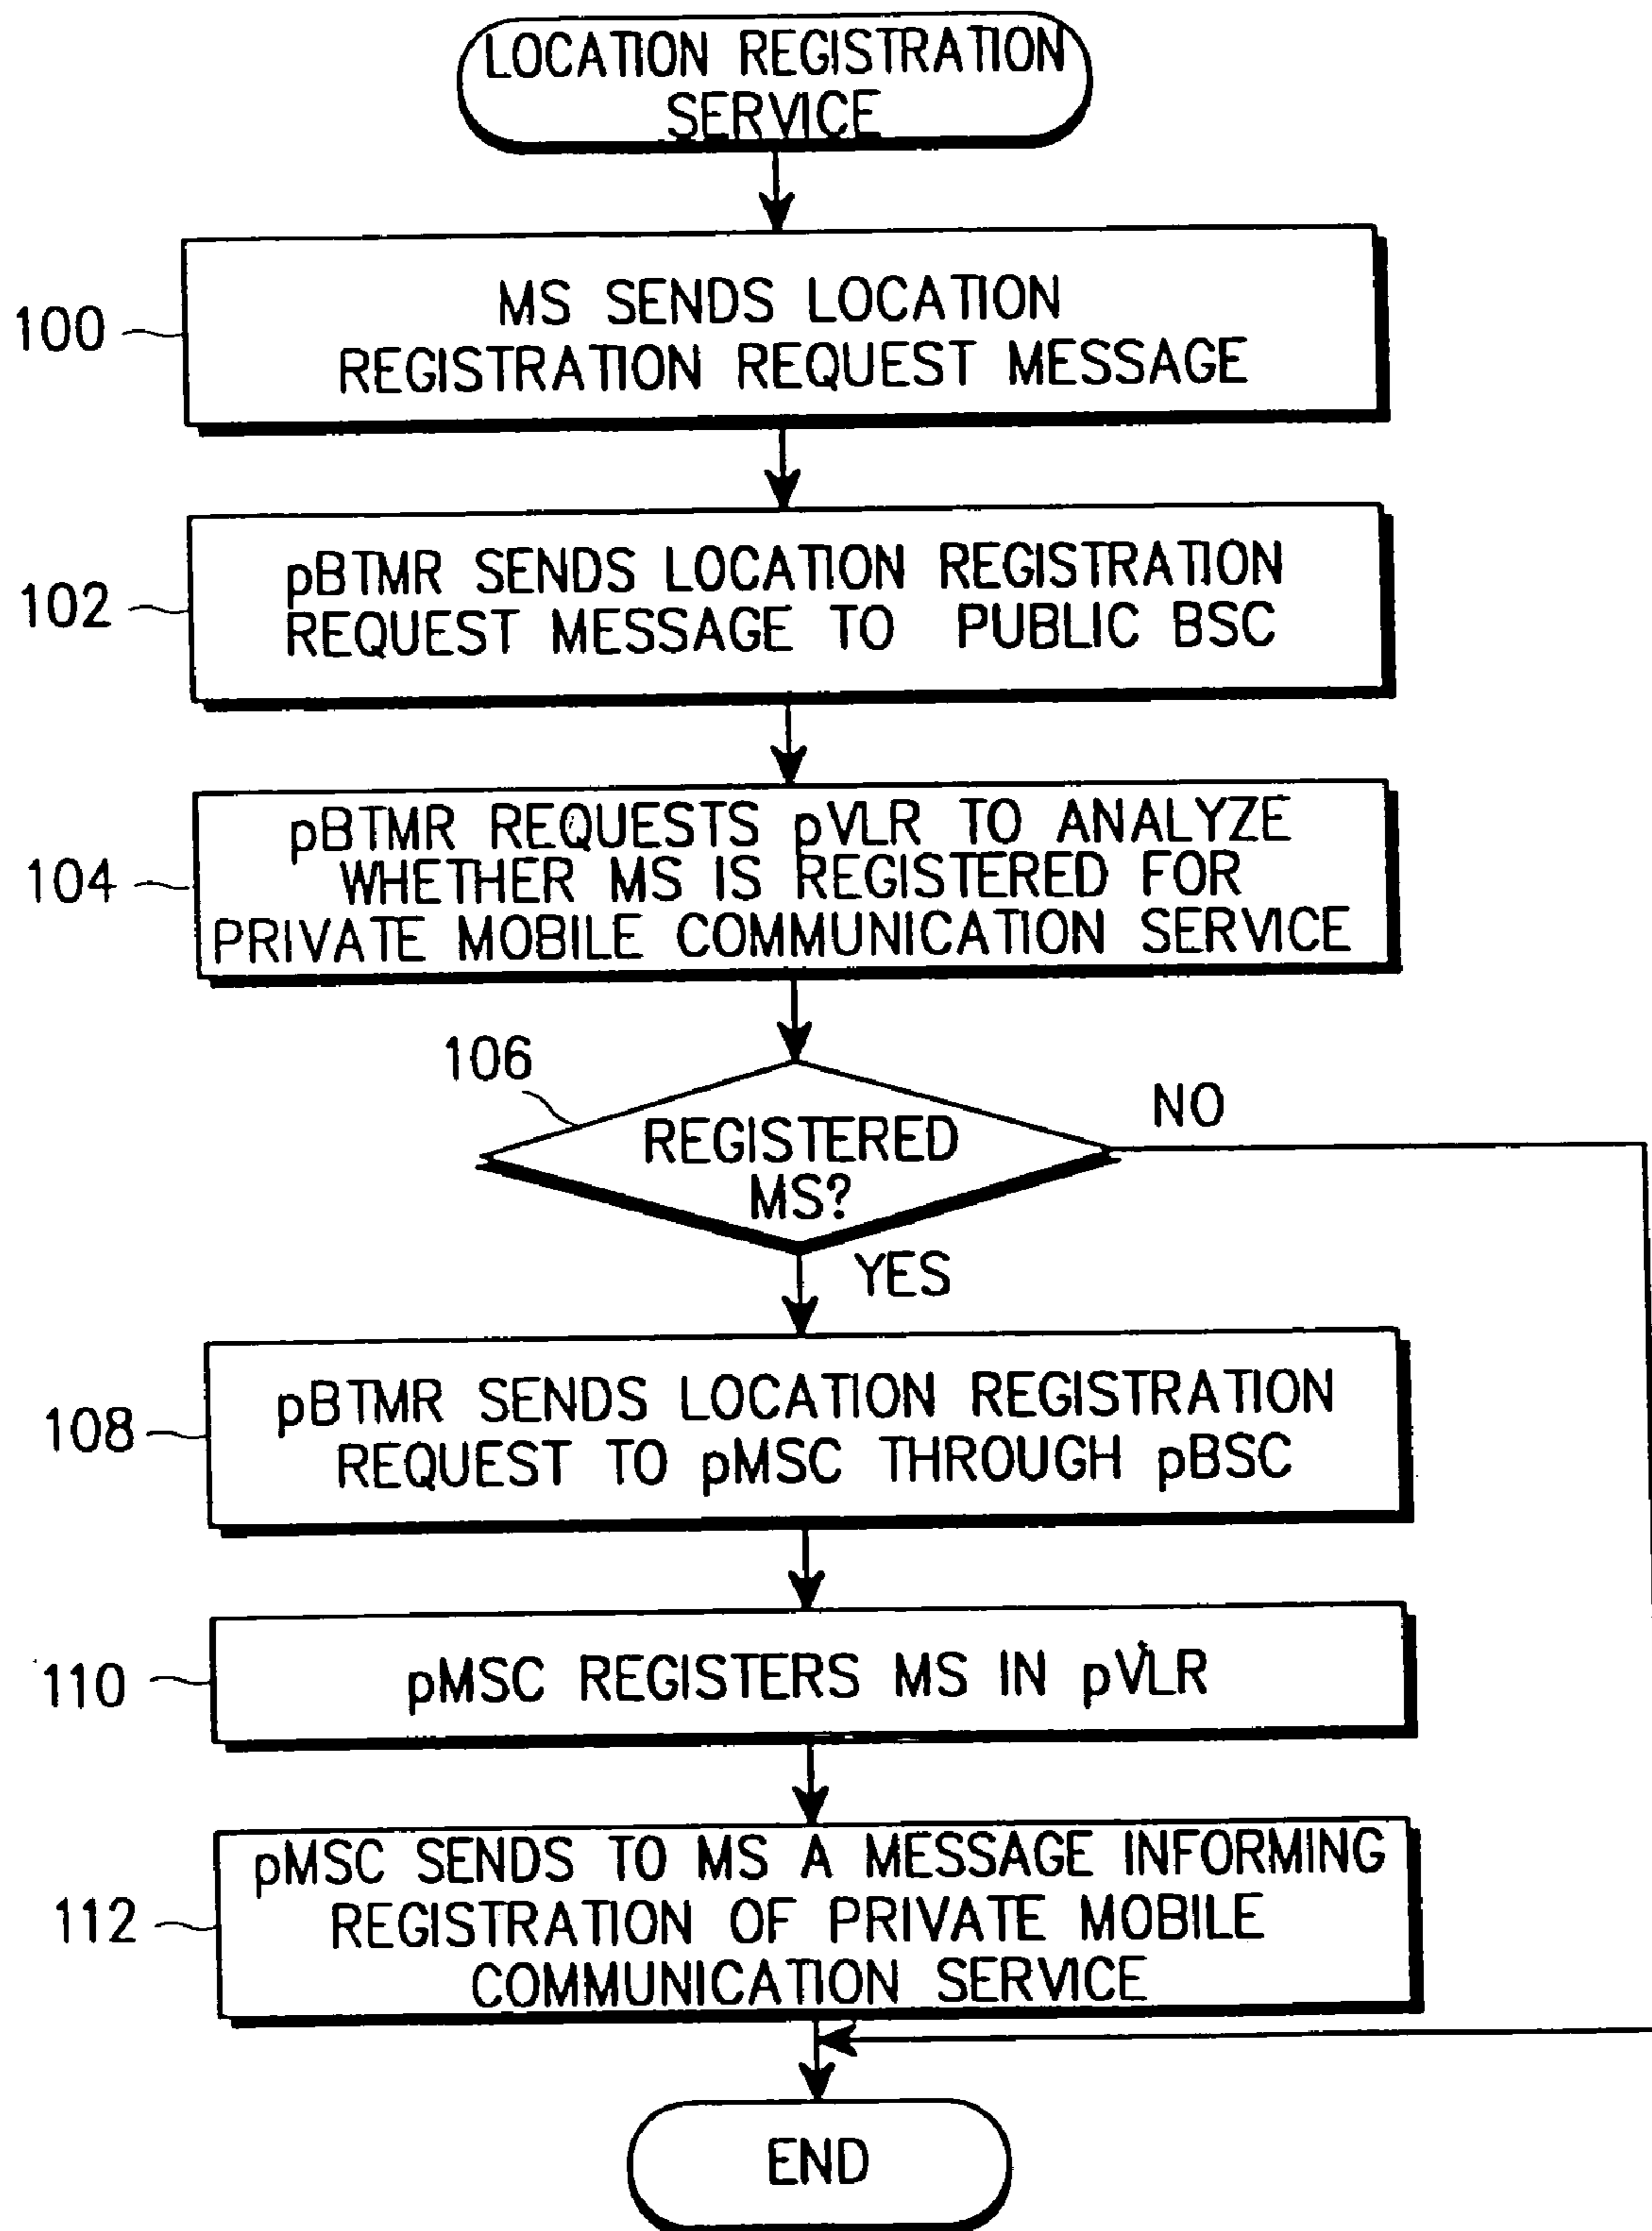 LOCATION REGISTRATION
SERVICE
100
MS SENDS LOCATION
REGISTRATION REQUEST MESSAGE
102
pBTMR SENDS LOCATION REGISTRATION
REQUEST MESSAGE TO PUBLIC BSC
104
pBTMR REQUESTS pVLR TO ANALYZE
WHETHER MS IS REGISTERED FOR
PRIVATE MOBILE COMMUNICATION SERVICE
106
REGISTERED
MS?
NO
YES
108
pBTMR SENDS LOCATION REGISTRATION
REQUEST TO pMSC THROUGH pBSC
110
pMSC REGISTERS MS IN pVLR
112
pMSC SENDS TO MS A MESSAGE INFORMING
REGISTRATION OF PRIVATE MOBILE
COMMUNICATION SERVICE
END